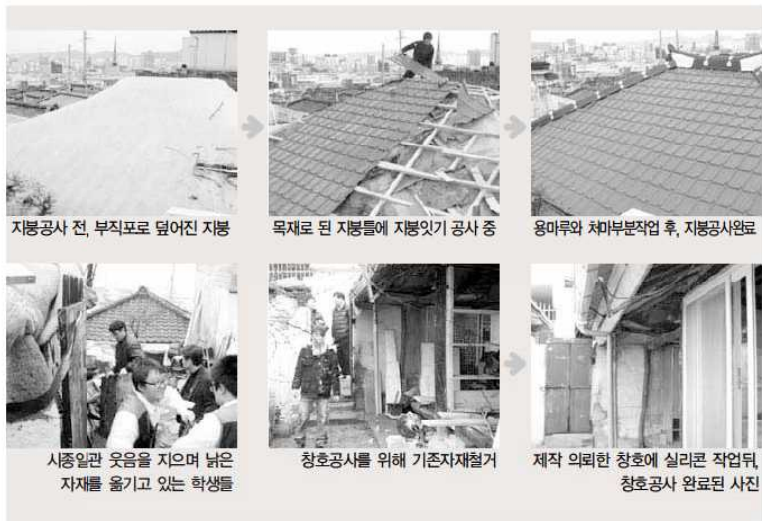 지붕공사 전, 부직포로 덮어진 지붕
목재로 된 지붕틀에 지붕잇기 공사 중
용마루와 처마부분작업 후, 지붕공사완료
시종일관 웃음을 지으며 낡은
자재를 옮기고 있는 학생들
창호공사를 위해 기존자재철거
제작 의뢰한 창호에 실리콘 작업뒤,
창호공사 완료된 사진